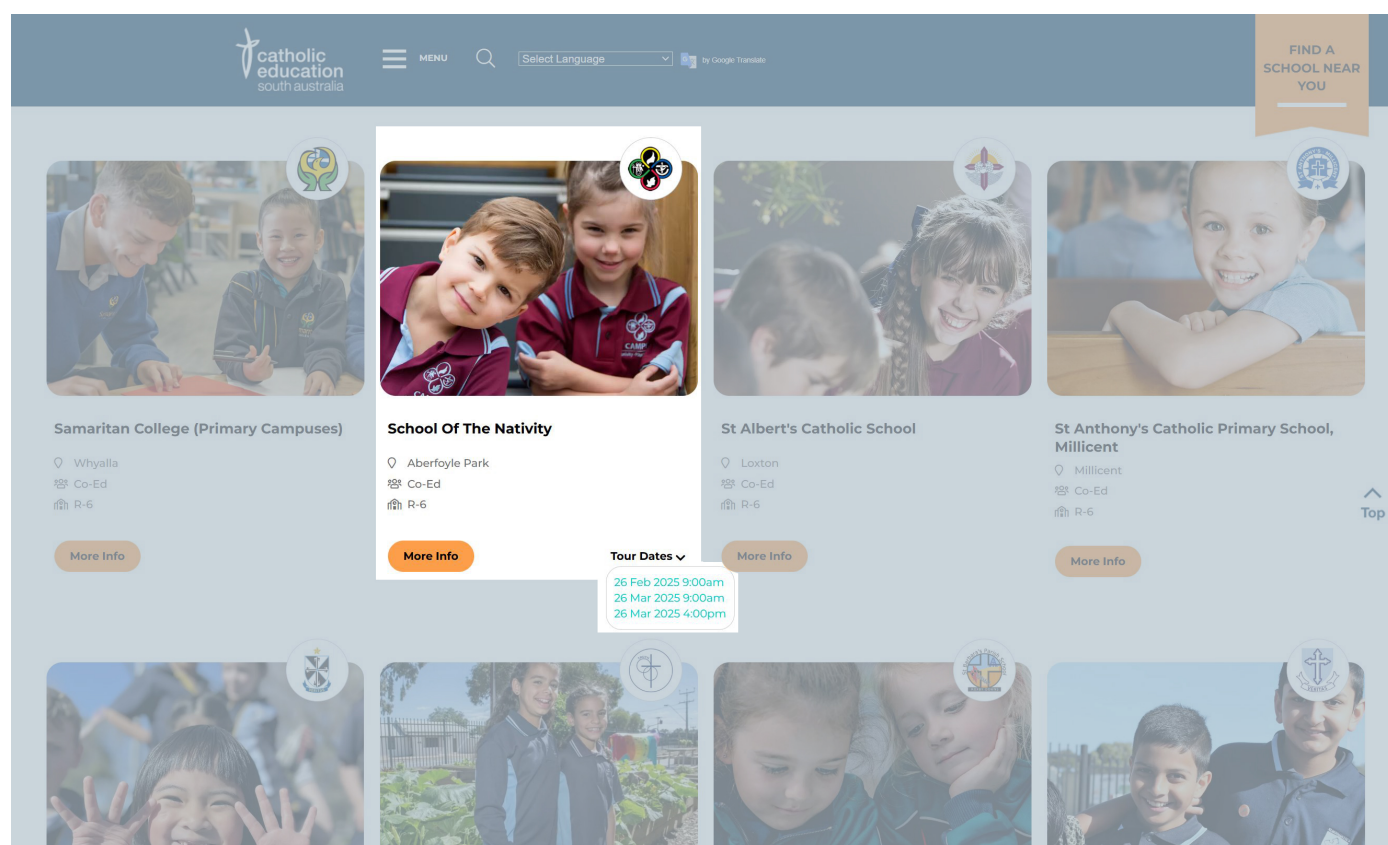 catholic
education
south australia
MENU
Select Language
by Google Translate
FIND A
SCHOOL NEAR
YOU
Samaritan College (Primary Campuses)
Whyalla
Co-Ed
R-6
More Info
School Of The Nativity
Aberfoyle Park
Co-Ed
R-6
More Info
Tour Dates
26 Feb 2025 9:00am
26 Mar 2025 9:00am
26 Mar 2025 4:00pm
St Albert's Catholic School
Loxton
Co-Ed
R-6
More Info
St Anthony's Catholic Primary School,
Millicent
Millicent
Co-Ed
R-6
More Info
Top